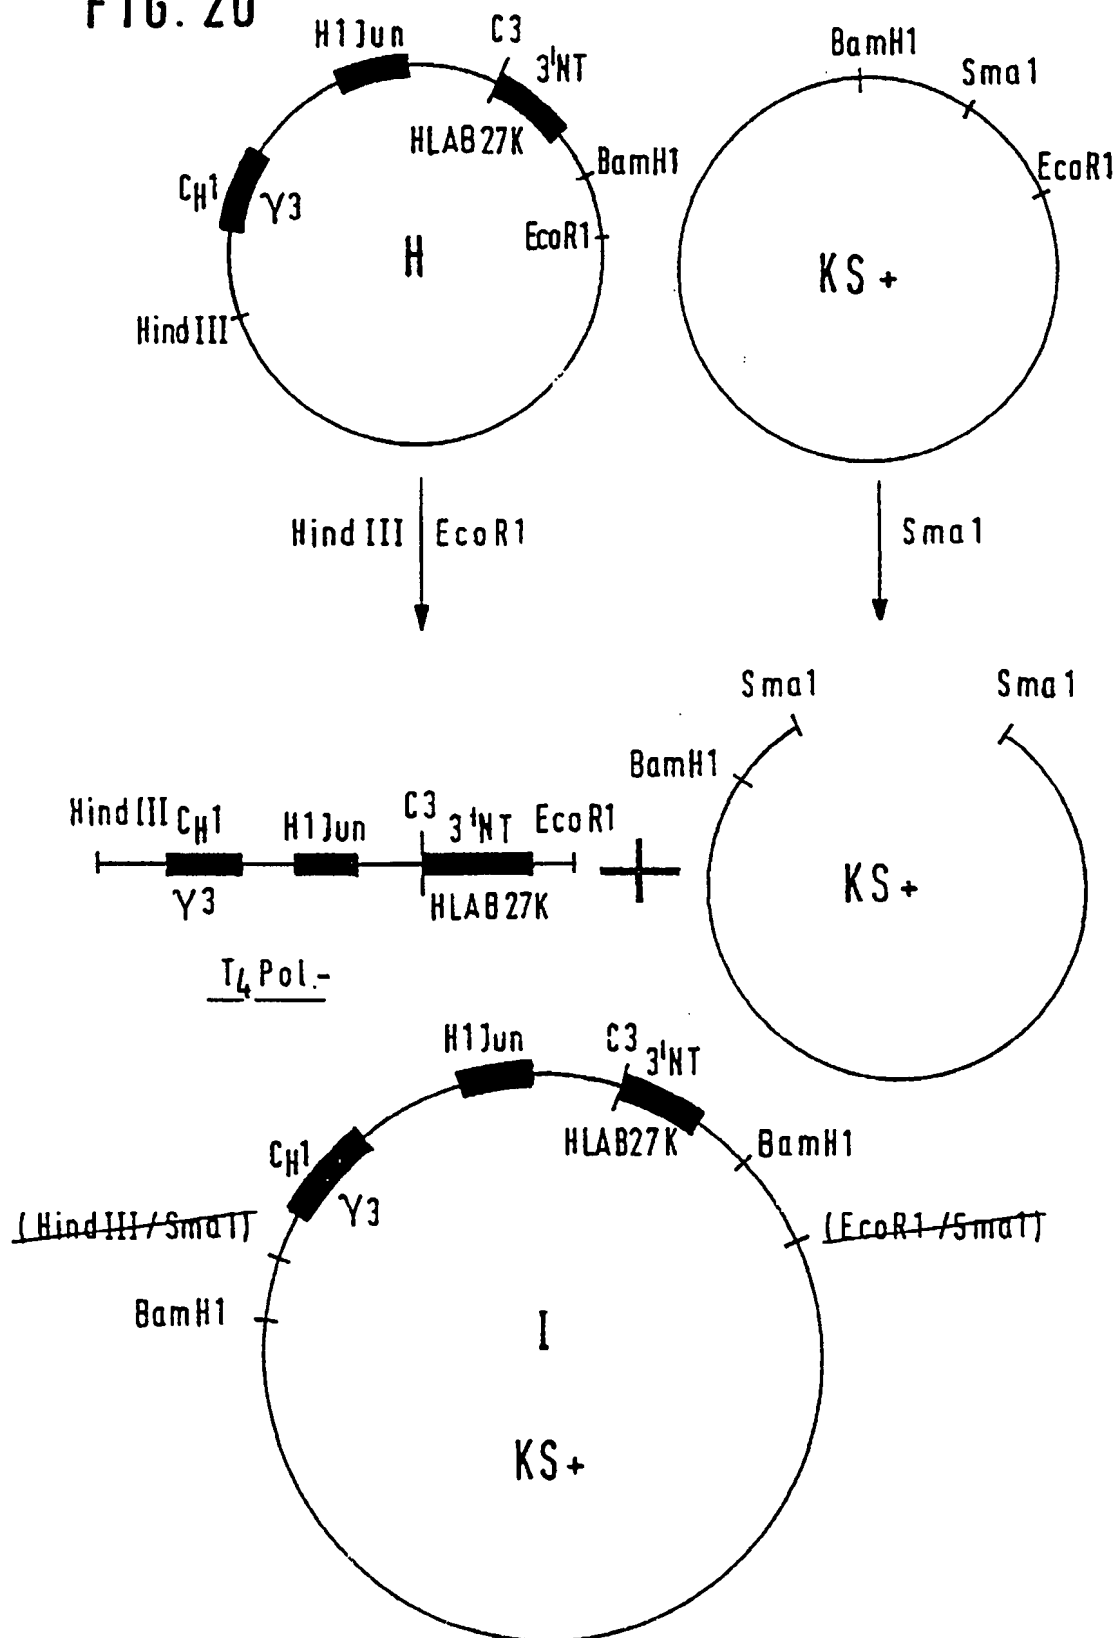 FIG. 20
H1Jun
C3
3'NT
HLAB27K
BamH1
EcoR1
CH1
γ3
H
HindIII
BamH1
Sma1
EcoR1
KS+
HindIII EcoR1
Sma1
HindIII CH1 H1Jun C3 3'NT EcoR1
γ3 HLAB27K
+
T4 Pol.-
Sma1 Sma1
BamH1
KS+
H1Jun
C3
3'NT
HLAB27K
BamH1
CH1
γ3
(HindIII/Sma1)
(EcoR1/Sma1)
BamH1
I
KS+